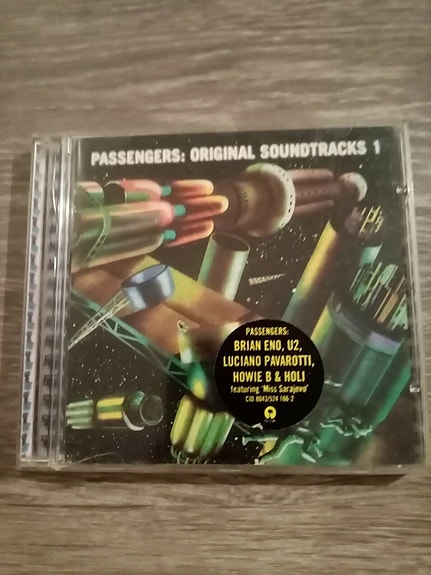 PASSENGERS: ORIGINAL SOUNDTRACKS 1
PASSENGERS:
BRIAN ENO, U2,
LUCIANO PAVAROTTI,
HOWIE B & HOLI
featuring 'Miss Sarajevo'
CID 8043/524 166-2